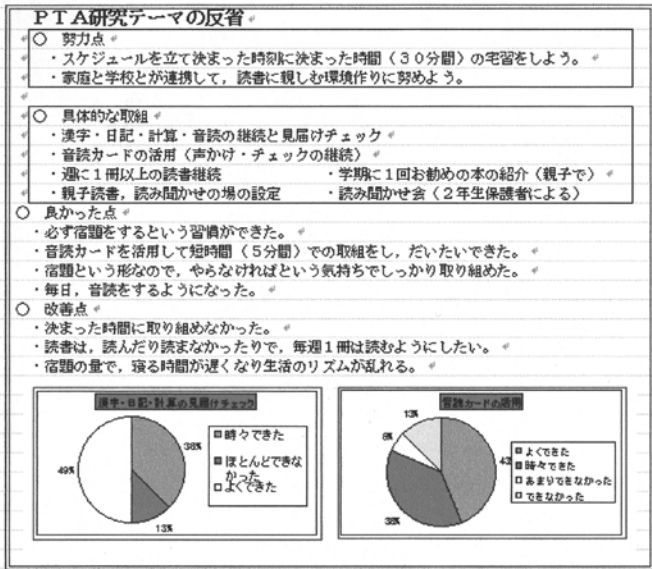 ＰＴＡ研究テーマの反省
○ 努力点
・スケジュールを立て決まった時刻に決まった時間（３０分間）の宅習をしよう。
・家庭と学校とが連携して，読書に親しむ環境作りに努めよう。
○ 具体的な取組
・漢字・日記・計算・音読の継続と見届けチェック
・音読カードの活用（声かけ・チェックの継続）
・週に１冊以上の読書継続　　・学期に１回お勧めの本の紹介（親子で）
・親子読書，読み聞かせの場の設定　　・読み聞かせ会（２年生保護者による）
○ 良かった点
・必ず宿題をするという習慣ができた。
・音読カードを活用して短時間（５分間）での取組をし，だいたいできた。
・宿題という形なので，やらなければという気持ちでしっかり取り組めた。
・毎日，音読をするようになった。
○ 改善点
・決まった時間に取り組めなかった。
・読書は，読んだり読まなかったりで，毎週１冊は読むようにしたい。
・宿題の量で，寝る時間が遅くなり生活のリズムが乱れる。
漢字・日記・計算の見届けチェック
38%
13%
49%
時々できた
ほとんどできな
かった
よくできた
音読カードの活用
13%
6%
43
38%
よくできた
時々できた
あまりできなかった
できなかった